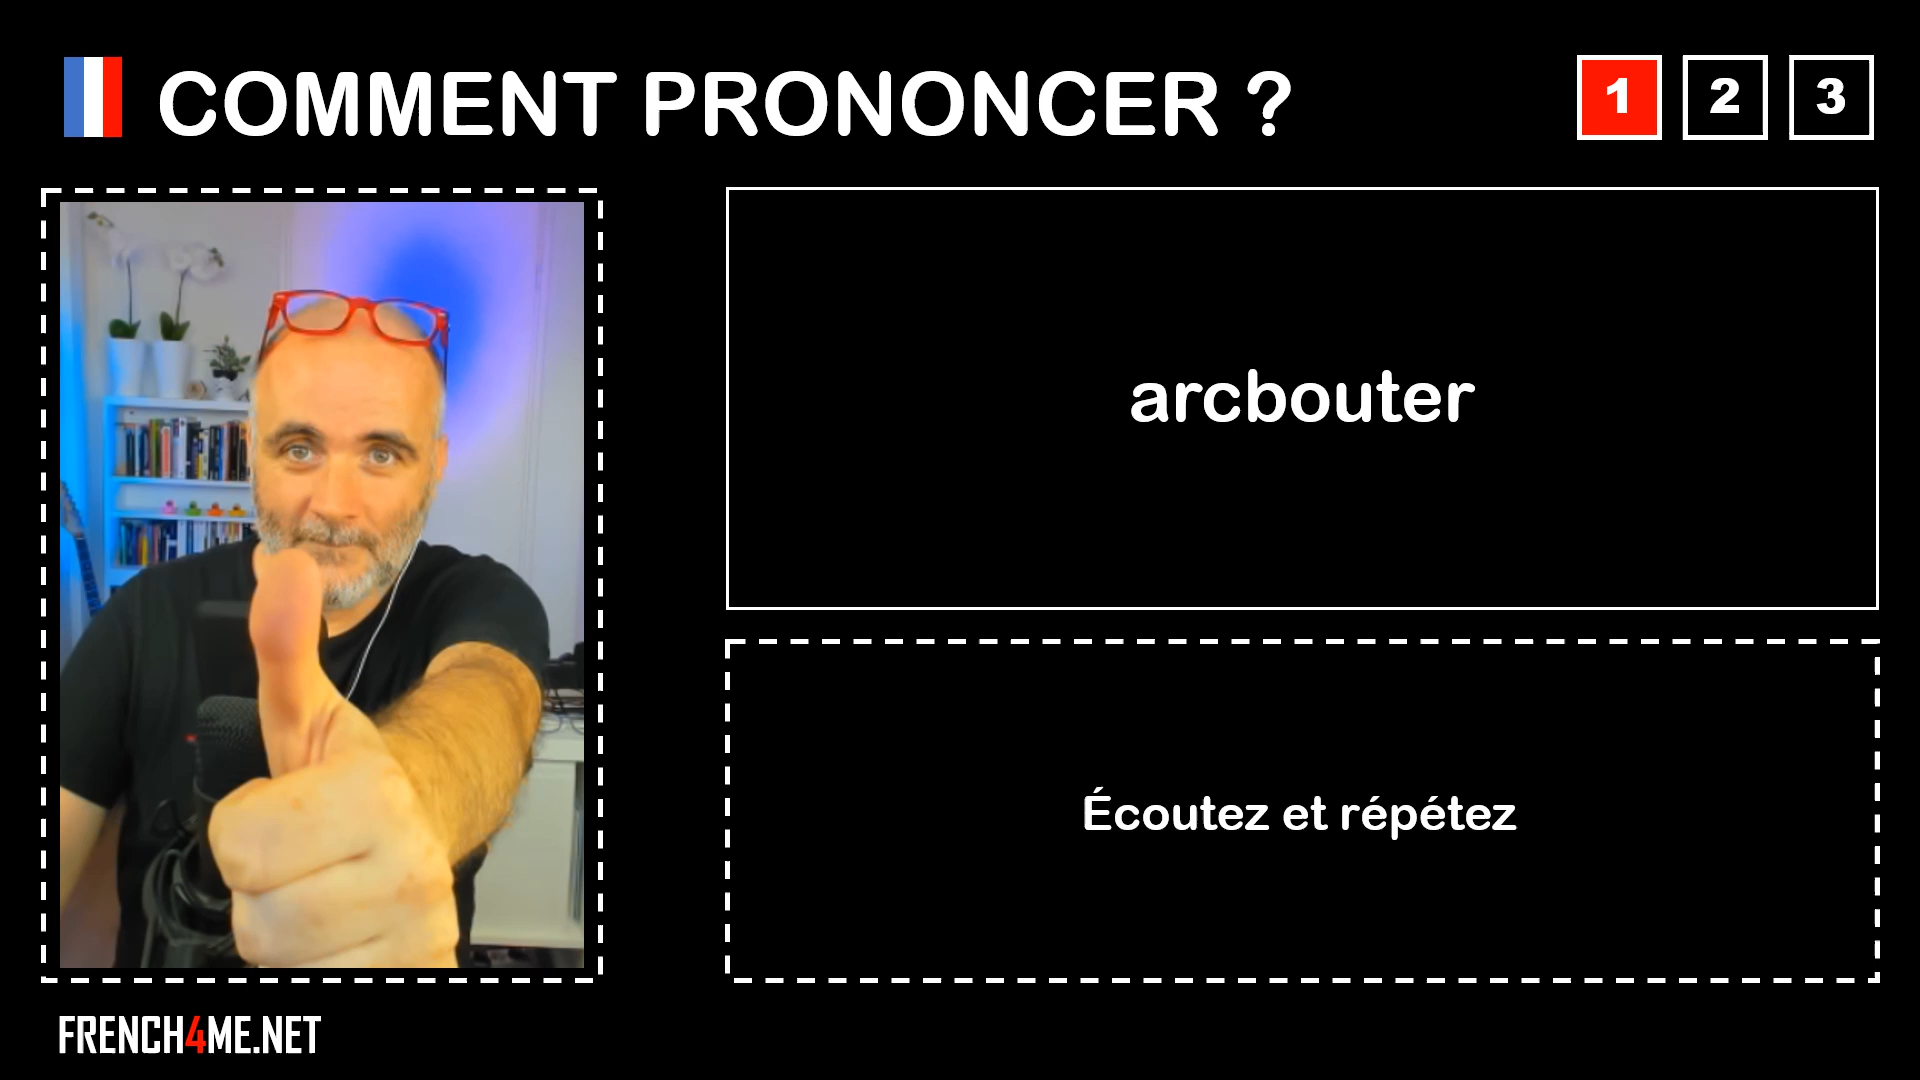 COMMENT PRONONCER ?
1 2 3
arcbouter
Écoutez et répétez
FRENCH4ME.NET